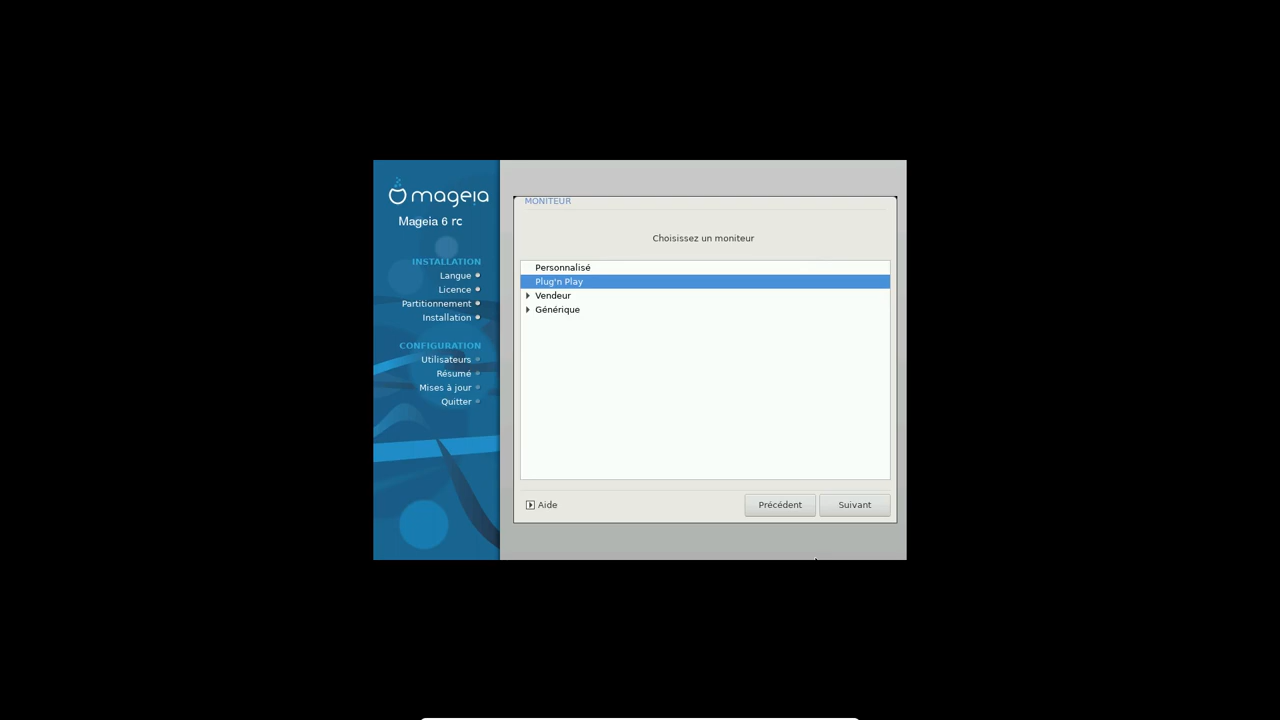 mageia
Mageia 6 rc
INSTALLATION
Langue
Licence
Partitionnement
Installation
CONFIGURATION
Utilisateurs
Résumé
Mises à jour
Quitter
MONITEUR
Choisissez un moniteur
Personnalisé
Plug'n Play
Vendeur
Générique
Aide
Précédent
Suivant